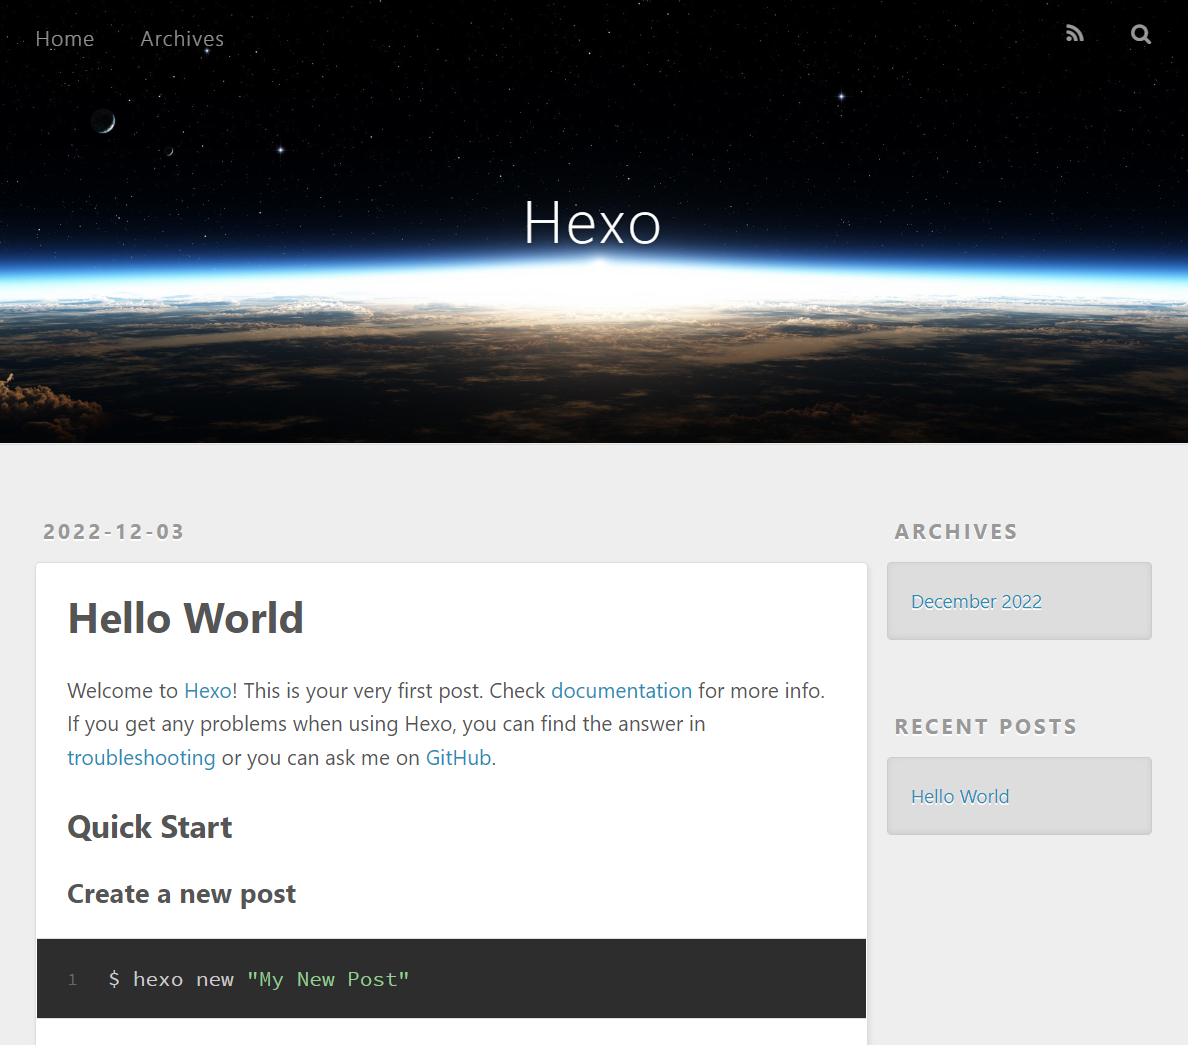 Home Archives
Hexo
2022-12-03
Hello World
Welcome to Hexo! This is your very first post. Check documentation for more info.
If you get any problems when using Hexo, you can find the answer in
troubleshooting or you can ask me on GitHub.
Quick Start
Create a new post
1 $ hexo new "My New Post"
ARCHIVES
December 2022
RECENT POSTS
Hello World